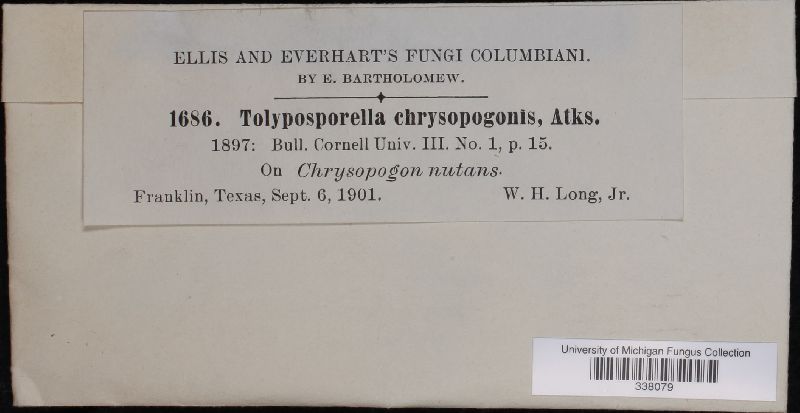 ELLIS AND EVERHART'S FUNGI COLUMBIANI.
BY E. BARTHOLOMEW.
1686. Tolyposporella chrysopogonis, Atks.
1897: Bull. Cornell Univ. III. No. 1, p. 15.
On Chrysopogon nutans.
Franklin, Texas, Sept. 6, 1901. W. H. Long, Jr.
University of Michigan Fungus Collection
338079